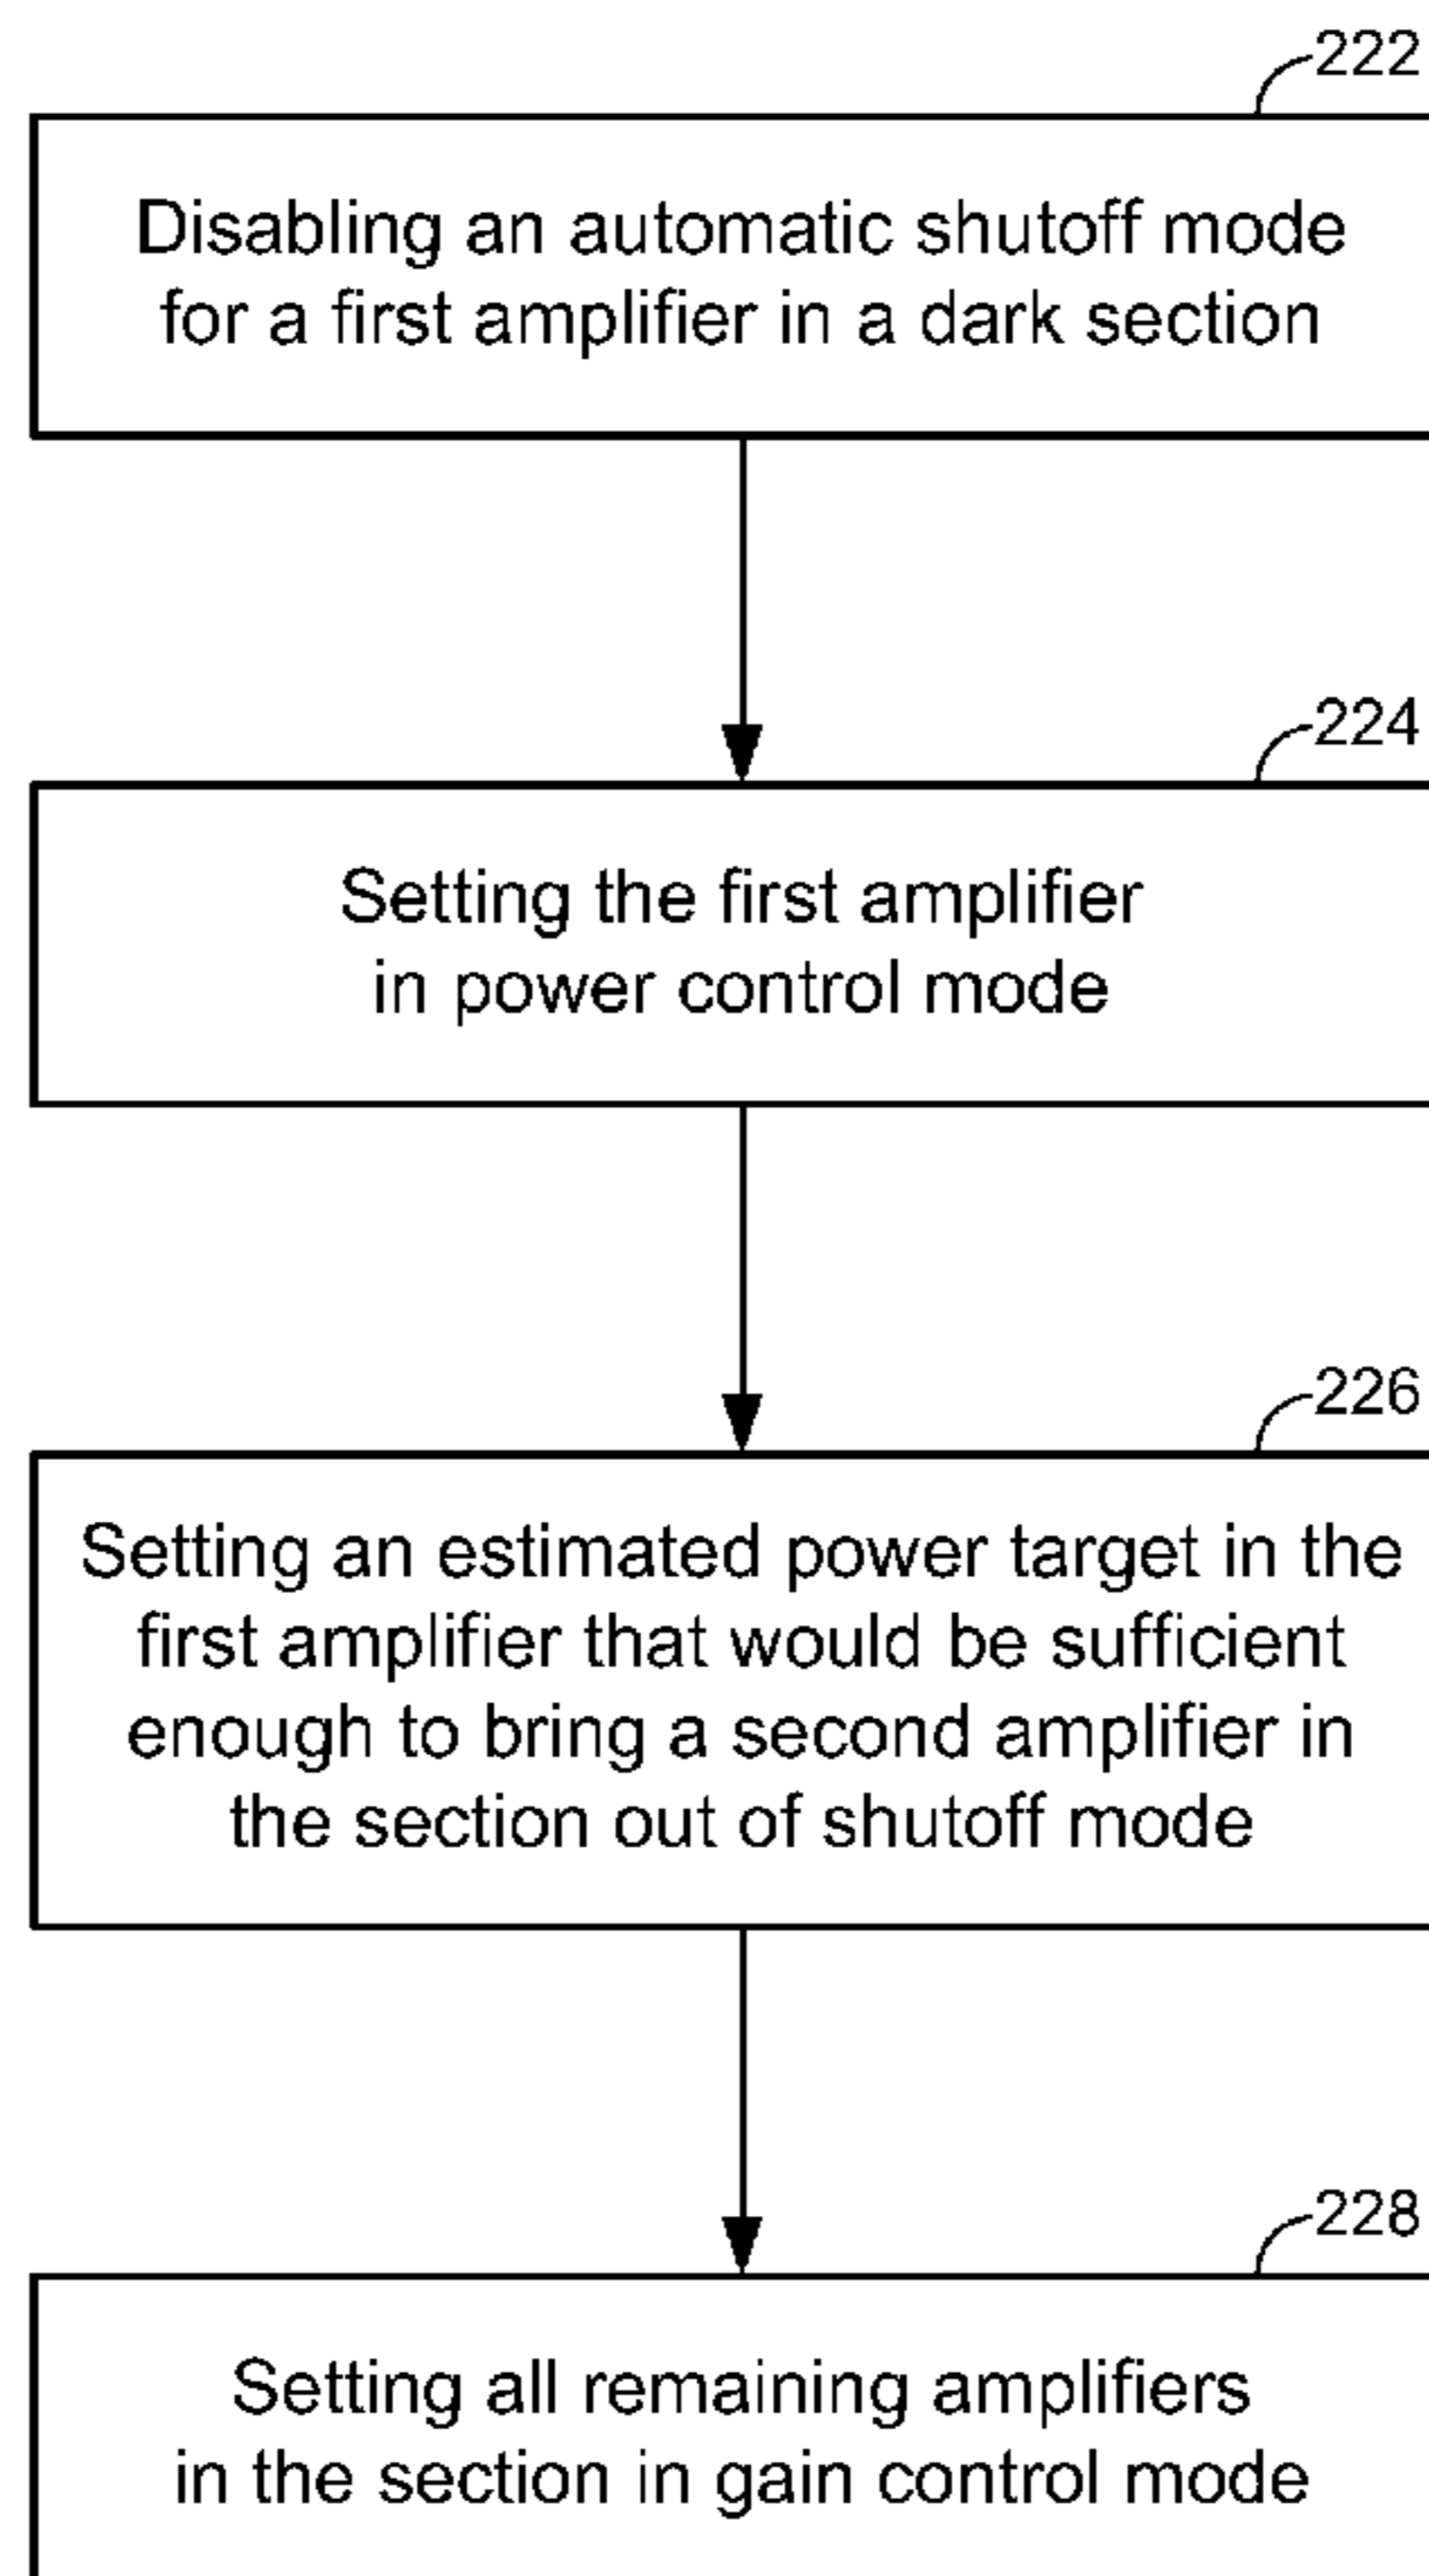 222
Disabling an automatic shutoff mode
for a first amplifier in a dark section
224
Setting the first amplifier
in power control mode
226
Setting an estimated power target in the
first amplifier that would be sufficient
enough to bring a second amplifier in
the section out of shutoff mode
228
Setting all remaining amplifiers
in the section in gain control mode